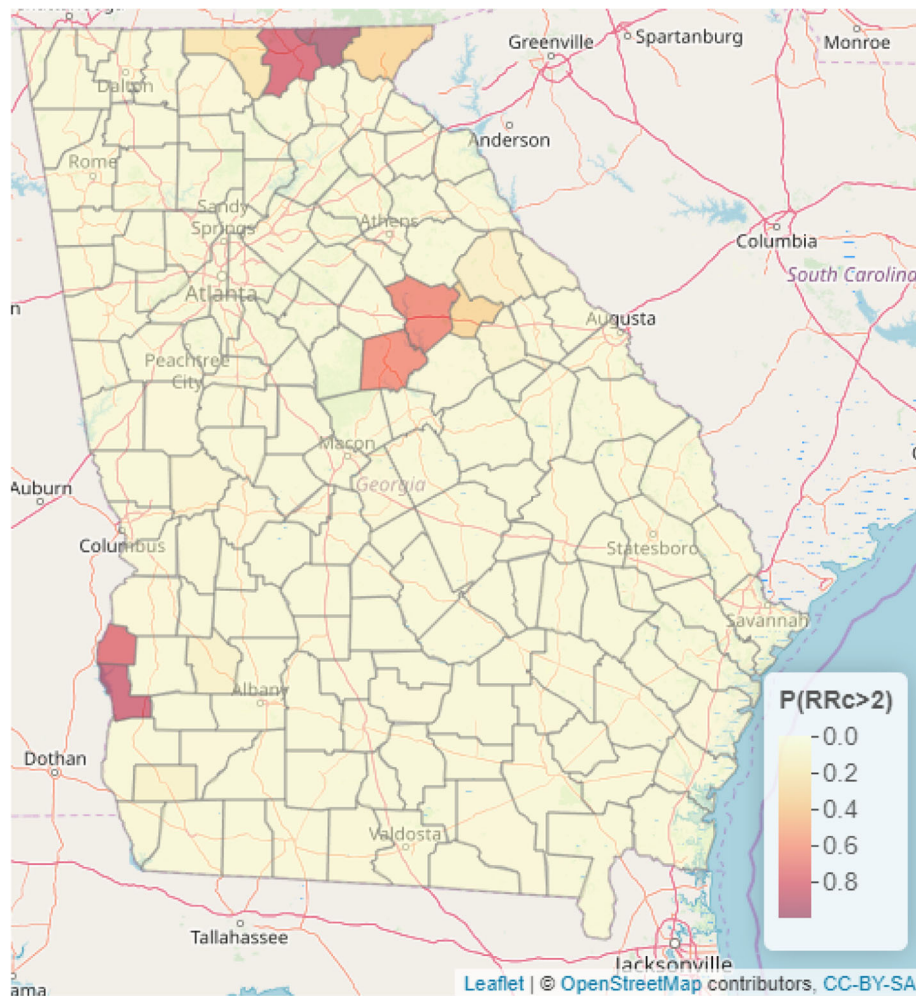 Greenville
Spartanburg
Monroe
Dalton
Anderson
Rome
Sandy
Springs
Athens
Columbia
South Carolina
Atlanta
n
Augusta
Peachtree
City
Macon
Georgia
Auburn
Columbus
Statesboro
Savannah
Albany
P(RRc>2)
0.0
0.2
0.4
0.6
0.8
Dothan
Valdosta
Tallahassee
Jacksonville
ama
Leaflet | © OpenStreetMap contributors, CC-BY-SA